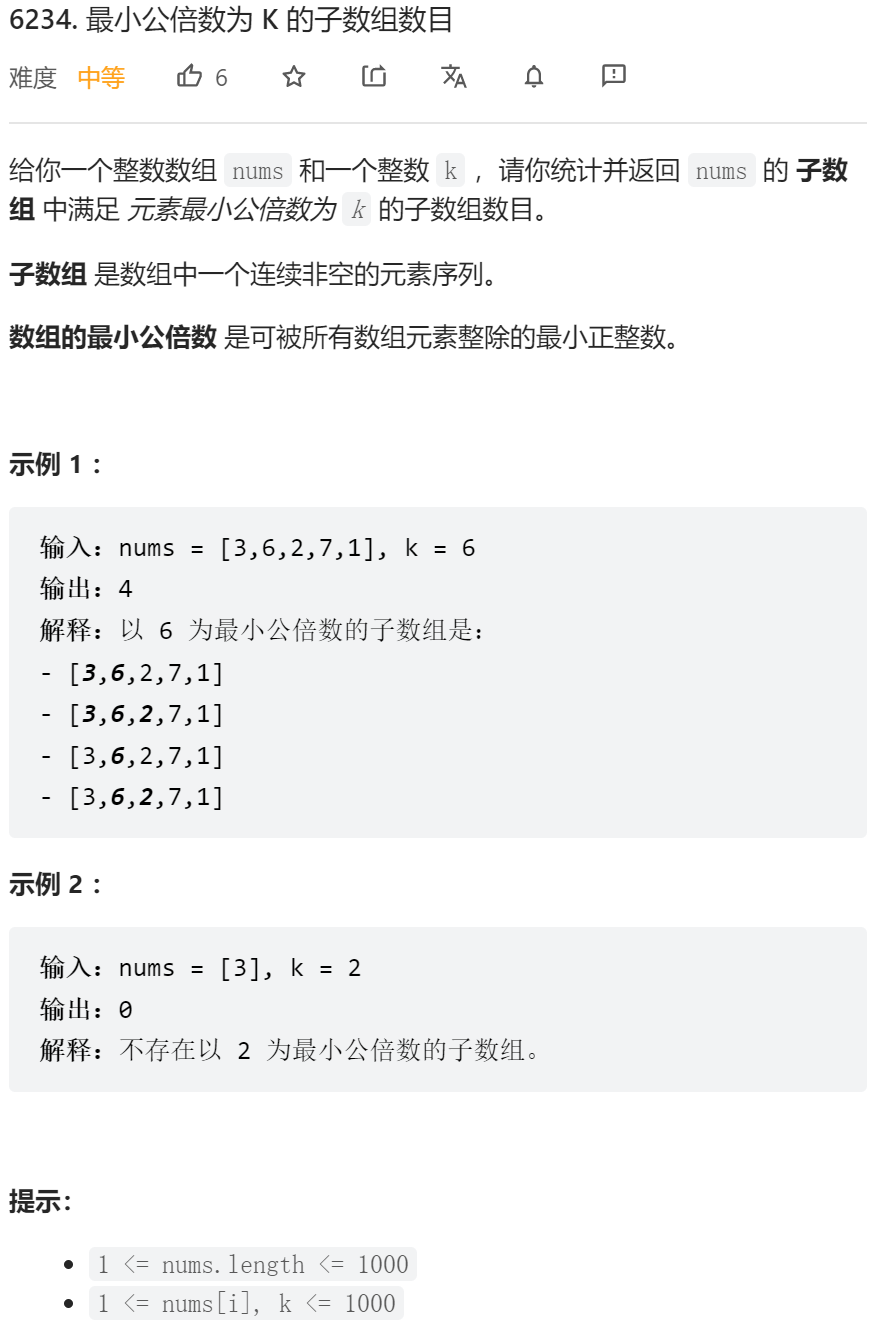 6234. 最小公倍数为 K 的子数组数目
难度 中等 6
给你一个整数数组 nums 和一个整数 k ，请你统计并返回 nums 的 子数
组 中满足 元素最小公倍数为 k 的子数组数目。
子数组 是数组中一个连续非空的元素序列。
数组的最小公倍数 是可被所有数组元素整除的最小正整数。
示例 1：
输入：nums = [3,6,2,7,1], k = 6
输出：4
解释：以 6 为最小公倍数的子数组是：
- [3,6,2,7,1]
- [3,6,2,7,1]
- [3,6,2,7,1]
- [3,6,2,7,1]
示例 2：
输入：nums = [3], k = 2
输出：0
解释：不存在以 2 为最小公倍数的子数组。
提示：
• 1 <= nums.length <= 1000
• 1 <= nums[i], k <= 1000